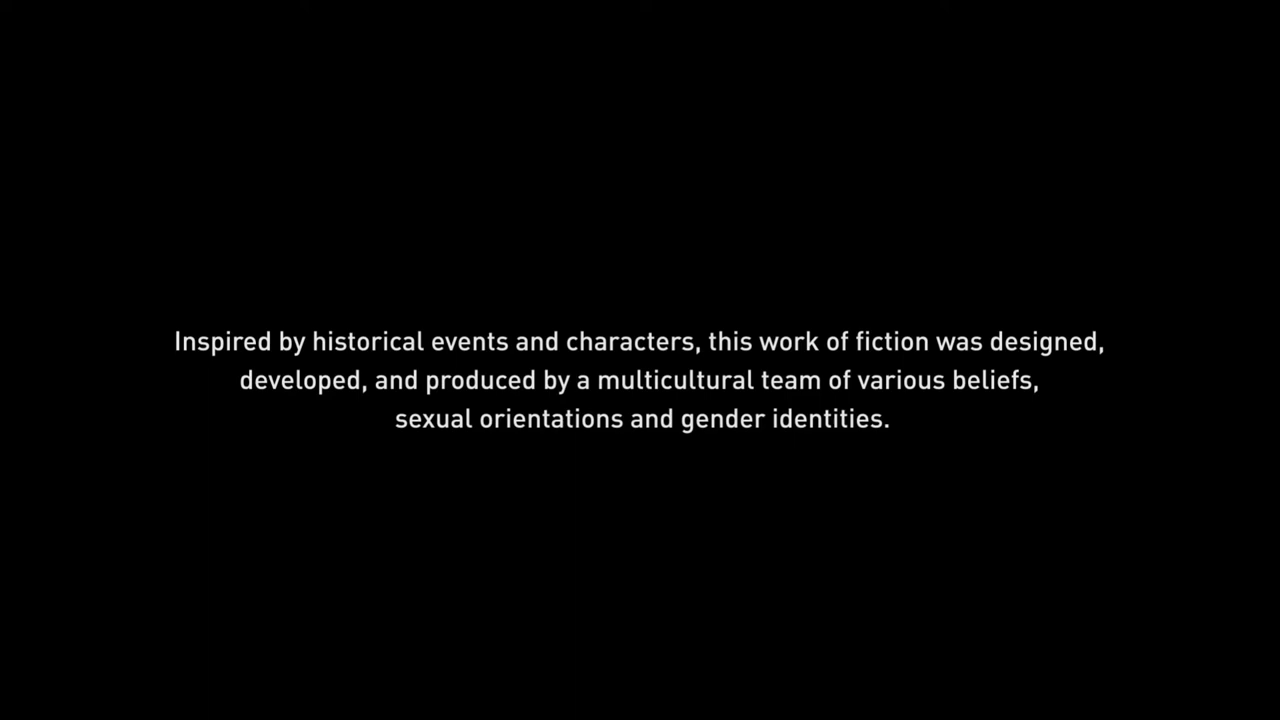 Inspired by historical events and characters, this work of fiction was designed,
developed, and produced by a multicultural team of various beliefs,
sexual orientations and gender identities.